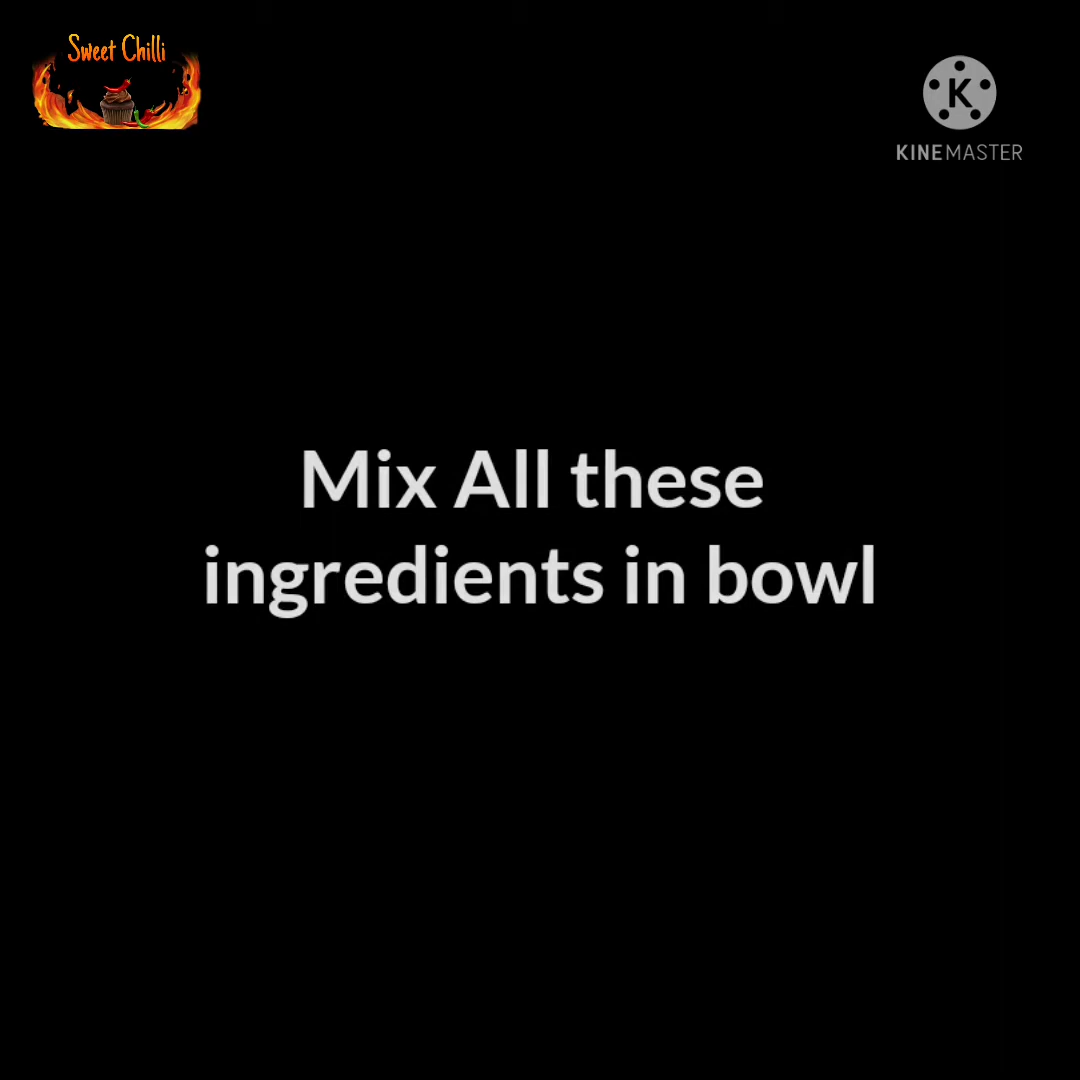 Sweet Chilli
K
KINEMASTER
Mix All these
ingredients in bowl